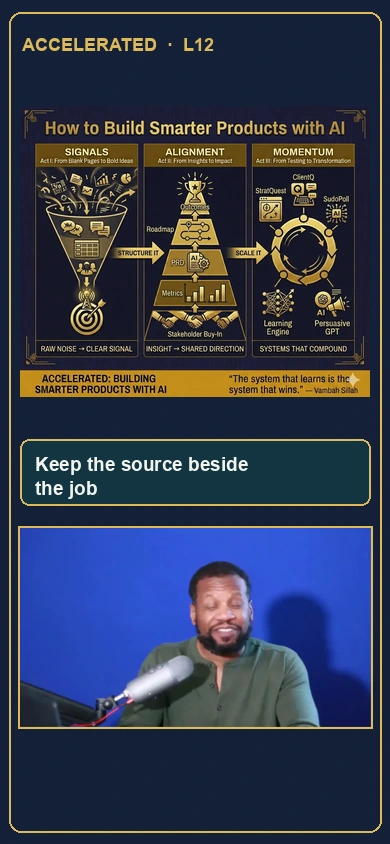 ACCELERATED · L12
How to Build Smarter Products with AI
SIGNALS
Act I: From Blank Pages to Bold Ideas
ALIGNMENT
Act II: From Insights to Impact
MOMENTUM
Act III: From Testing to Transformation
STRUCTURE IT
RAW NOISE → CLEAR SIGNAL
Outcomes
Roadmap
PRD
AI
Metrics
Stakeholder Buy-In
SCALE IT
INSIGHT → SHARED DIRECTION
ClientQ
StratQuest
SudoPoll
Learning
Engine
Persuasive
GPT
SYSTEMS THAT COMPOUND
ACCELERATED: BUILDING
SMARTER PRODUCTS WITH AI
“The system that learns is the
system that wins.” — Vambah Sillah
Keep the source beside
the job